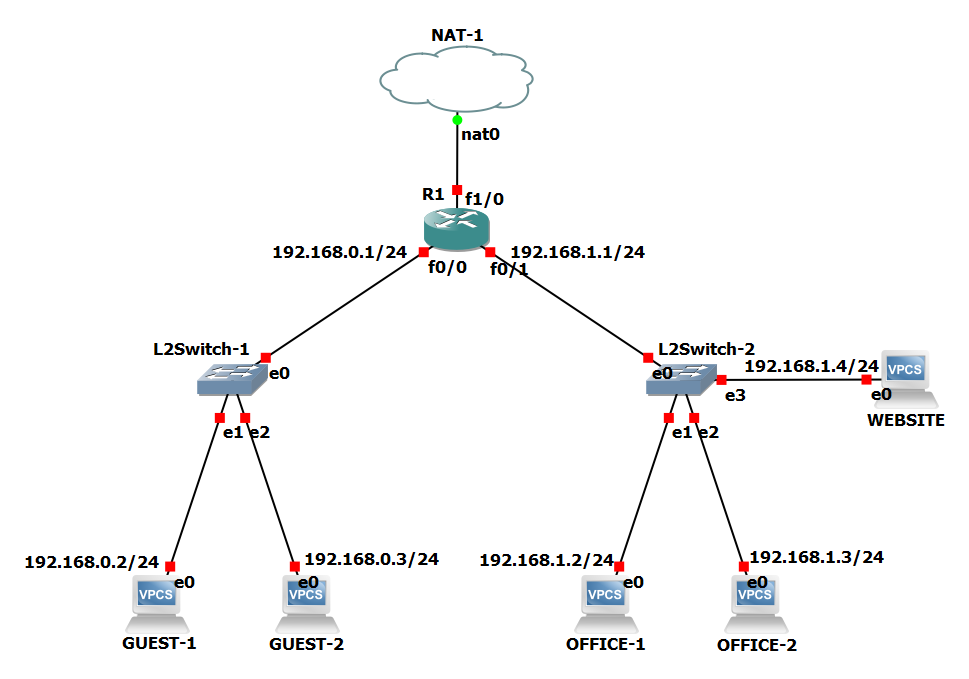 NAT-1
nat0
R1
f1/0
192.168.0.1/24
192.168.1.1/24
f0/0
f0/1
L2Switch-1
L2Switch-2
e0
e0
192.168.1.4/24
VPCS
e3
e0
WEBSITE
e1
e2
e1
e2
192.168.0.2/24
192.168.0.3/24
192.168.1.2/24
192.168.1.3/24
e0
e0
e0
e0
VPCS
VPCS
VPCS
VPCS
GUEST-1
GUEST-2
OFFICE-1
OFFICE-2